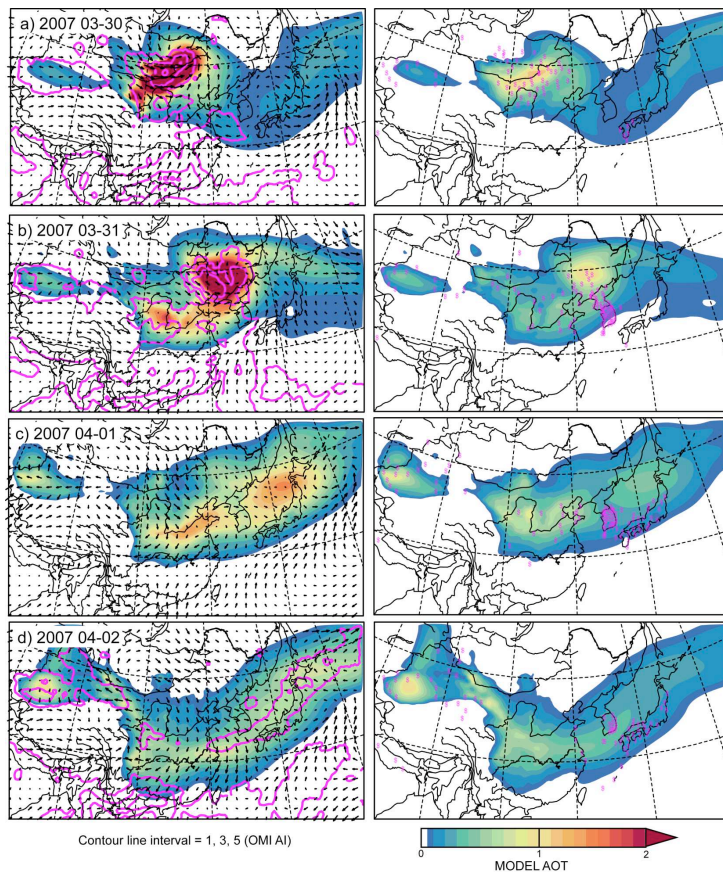 a) 2007 03-30
b) 2007 03-31
c) 2007 04-01
d) 2007 04-02
Contour line interval = 1, 3, 5 (OMI AI)
0 1 2
MODEL AOT